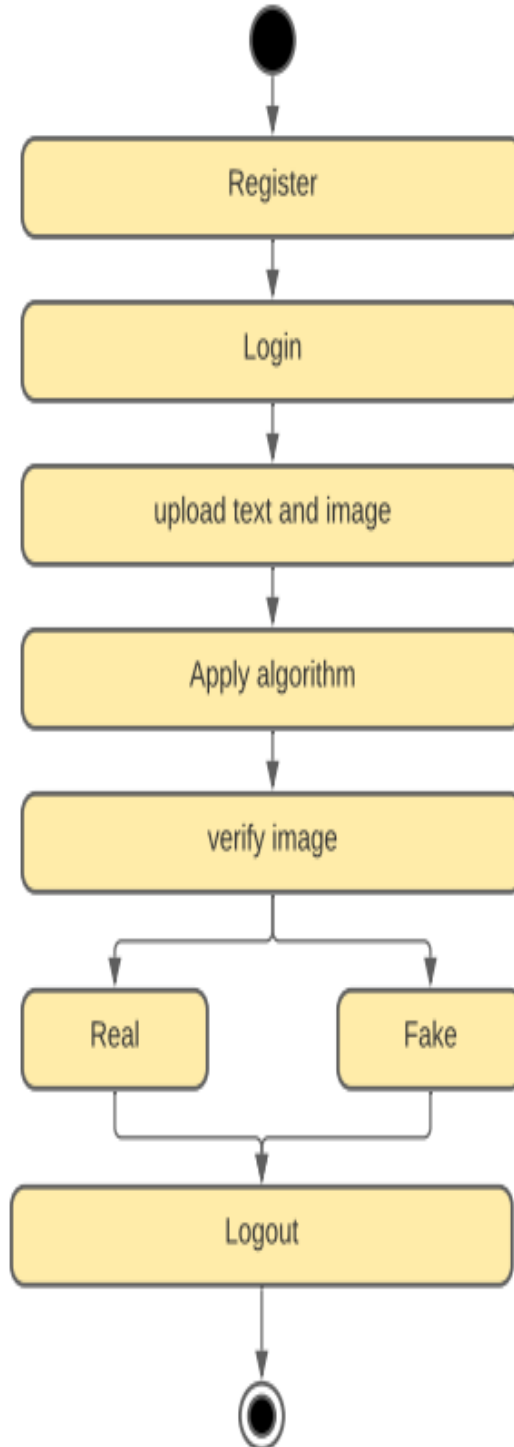 Register
Login
upload text and image
Apply algorithm
verify image
Real
Fake
Logout